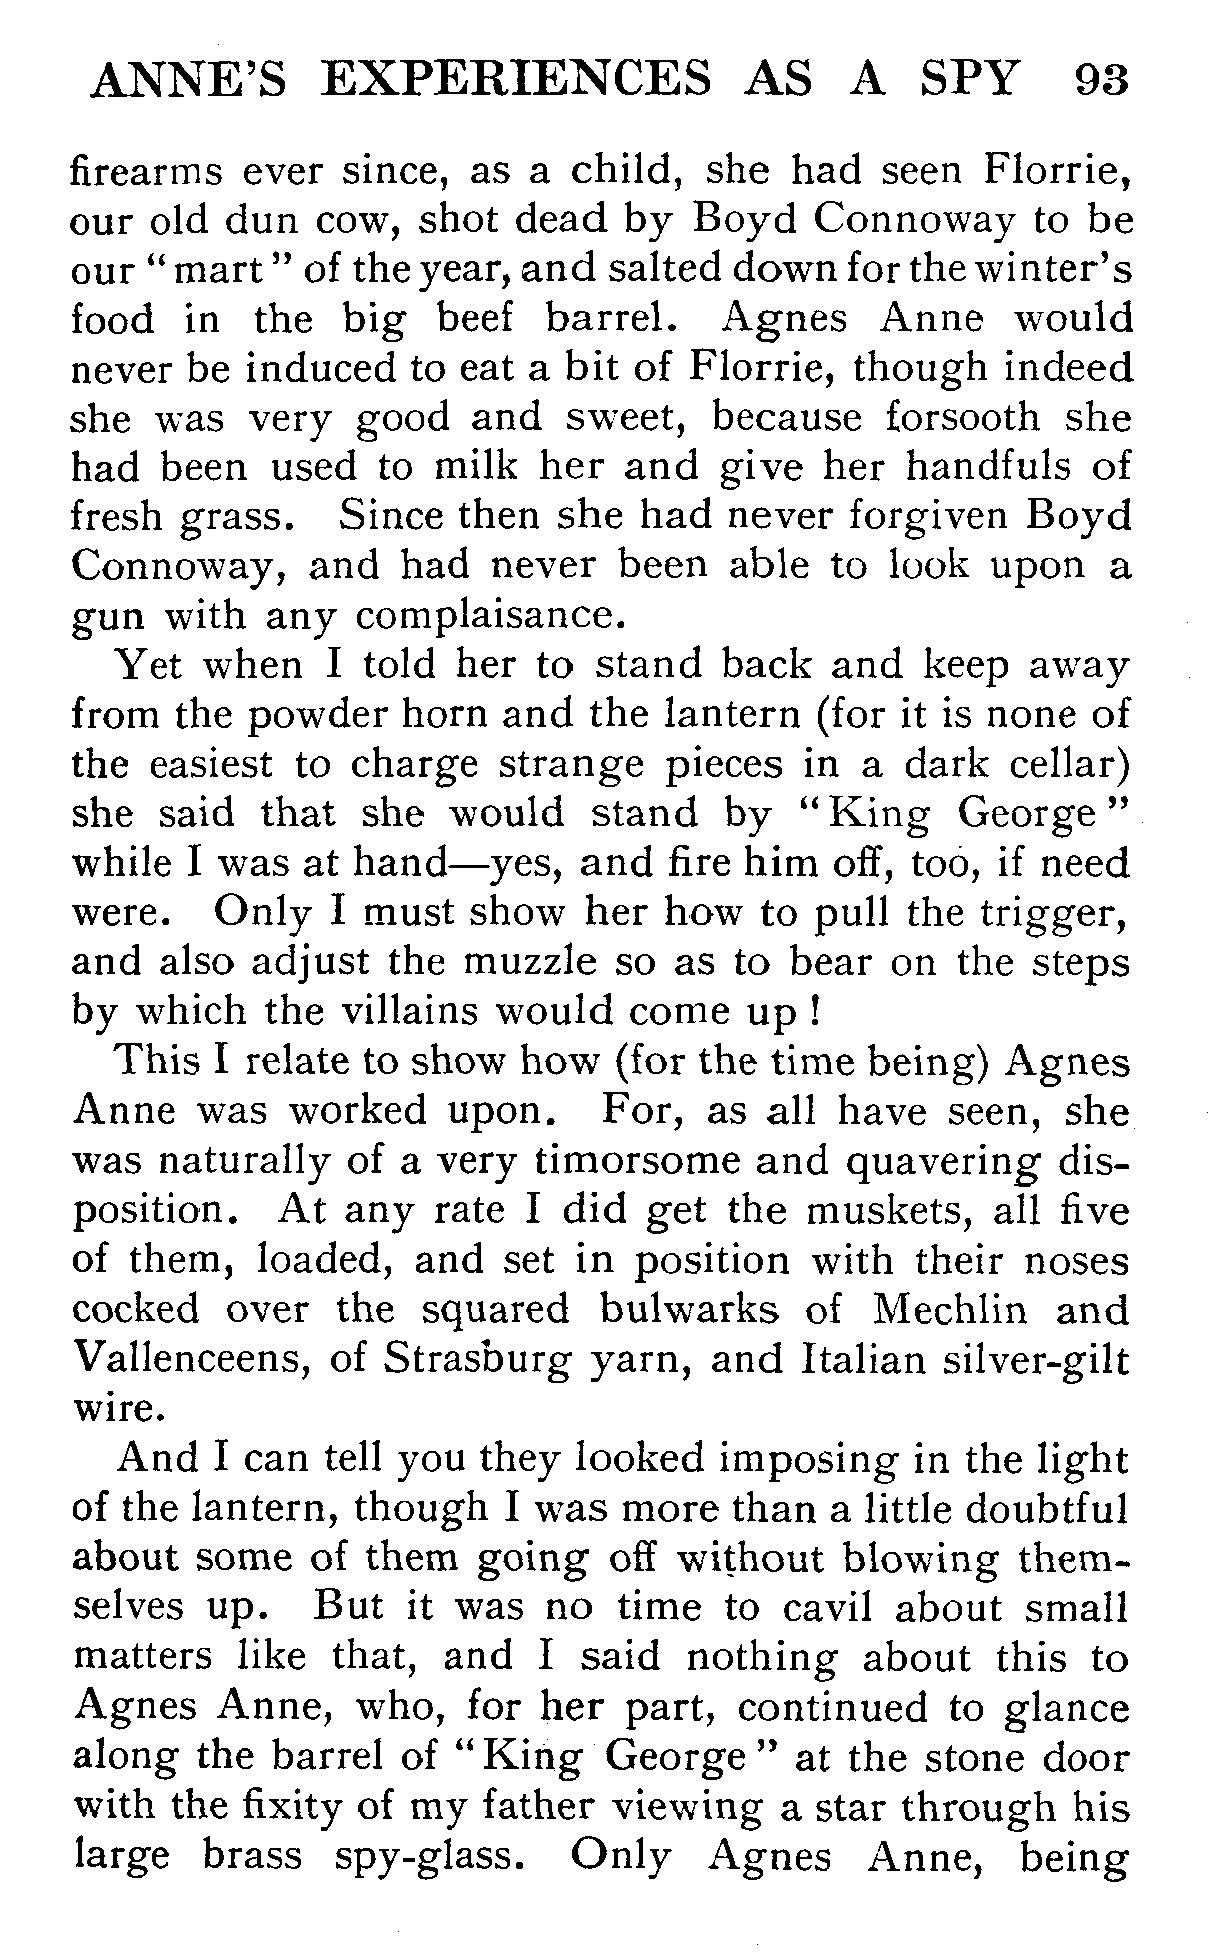 ANNE'S EXPERIENCES AS A SPY 93
firearms ever since, as a child, she had seen Florrie,
our old dun cow, shot dead by Boyd Connoway to be
our "mart" of the year, and salted down for the winter's
food in the big beef barrel. Agnes Anne would
never be induced to eat a bit of Florrie, though indeed
she was very good and sweet, because forsooth she
had been used to milk her and give her handfuls of
fresh grass. Since then she had never forgiven Boyd
Connoway, and had never been able to look upon a
gun with any complaisance.
Yet when I told her to stand back and keep away
from the powder horn and the lantern (for it is none of
the easiest to charge strange pieces in a dark cellar)
she said that she would stand by "King George"
while I was at hand—yes, and fire him off, too, if need
were. Only I must show her how to pull the trigger,
and also adjust the muzzle so as to bear on the steps
by which the villains would come up!
This I relate to show how (for the time being) Agnes
Anne was worked upon. For, as all have seen, she
was naturally of a very timorsome and quavering dis-
position. At any rate I did get the muskets, all five
of them, loaded, and set in position with their noses
cocked over the squared bulwarks of Mechlin and
Vallenceens, of Strasburg yarn, and Italian silver-gilt
wire.
And I can tell you they looked imposing in the light
of the lantern, though I was more than a little doubtful
about some of them going off without blowing them-
selves up. But it was no time to cavil about small
matters like that, and I said nothing about this to
Agnes Anne, who, for her part, continued to glance
along the barrel of "King George" at the stone door
with the fixity of my father viewing a star through his
large brass spy-glass. Only Agnes Anne, being